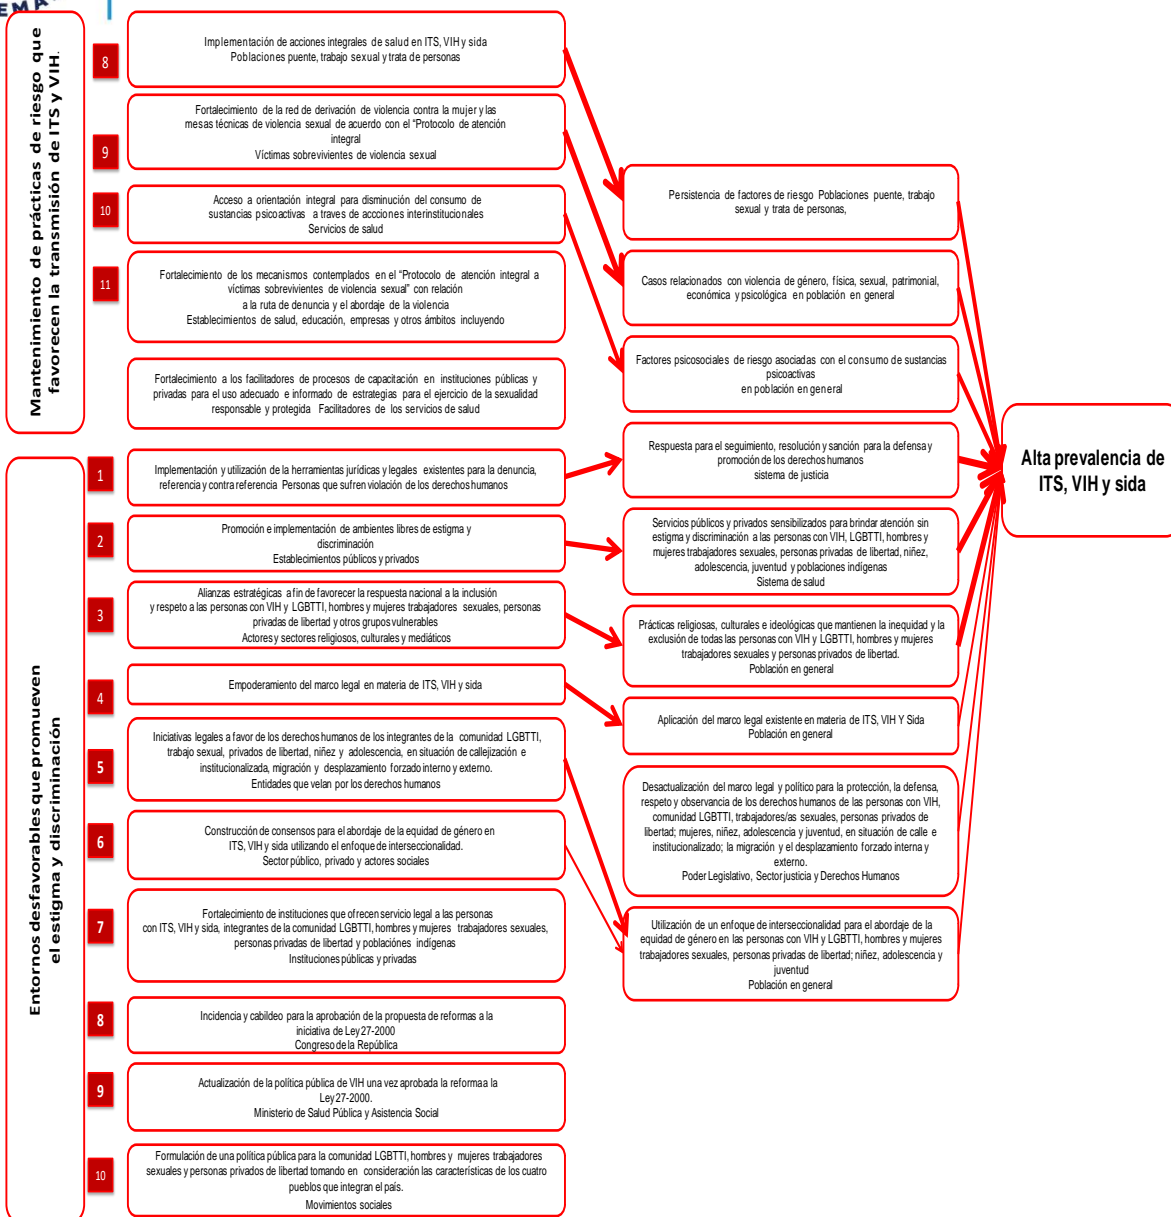 Mantenimiento de prácticas de riesgo que
favorecen la transmisión de ITS y VIH.
8
Implementación de acciones integrales de salud en ITS, VIH y sida
Poblaciones puente, trabajo sexual y trata de personas
9
Fortalecimiento de la red de derivación de violencia contra la mujer y las
mesas técnicas de violencia sexual de acuerdo con el “Protocolo de atención
integral
Víctimas sobrevivientes de violencia sexual
10
Acceso a orientación integral para disminución del consumo de
sustancias psicoactivas a traves de accciones interinstitucionales
Servicios de salud
11
Fortalecimiento de los mecanismos contemplados en el “Protocolo de atención integral a
víctimas sobrevivientes de violencia sexual” con relación
a la ruta de denuncia y el abordaje de la violencia
Establecimientos de salud, educación, empresas y otros ámbitos incluyendo
Fortalecimiento a los facilitadores de procesos de capacitación en instituciones públicas y
privadas para el uso adecuado e informado de estrategias para el ejercicio de la sexualidad
responsable y protegida Facilitadores de los servicios de salud
Entornos desfavorables que promueven
el estigma y discriminación
1
Implementación y utilización de la herramientas jurídicas y legales existentes para la denuncia,
referencia y contra referencia Personas que sufren violación de los derechos humanos
2
Promoción e implementación de ambientes libres de estigma y
discriminación
Establecimientos públicos y privados
3
Alianzas estratégicas a fin de favorecer la respuesta nacional a la inclusión
y respeto a las personas con VIH y LGBTTI, hombres y mujeres trabajadores sexuales, personas
privadas de libertad y otros grupos vulnerables
Actores y sectores religiosos, culturales y mediáticos
4
Empoderamiento del marco legal en materia de ITS, VIH y sida
5
Iniciativas legales a favor de los derechos humanos de los integrantes de la comunidad LGBTTI,
trabajo sexual, privados de libertad, niñez y adolescencia, en situación de callejización e
institucionalizada, migración y desplazamiento forzado interno y externo.
Entidades que velan por los derechos humanos
6
Construcción de consensos para el abordaje de la equidad de género en
ITS, VIH y sida utilizando el enfoque de interseccionalidad.
Sector público, privado y actores sociales
7
Fortalecimiento de instituciones que ofrecen servicio legal a las personas
con ITS, VIH y sida, integrantes de la comunidad LGBTTI, hombres y mujeres trabajadores sexuales,
personas privadas de libertad y poblaciónes indígenas
Instituciones públicas y privadas
8
Incidencia y cabildeo para la aprobación de la propuesta de reformas a la
iniciativa de Ley 27-2000
Congreso de la República
9
Actualización de la política pública de VIH una vez aprobada la reforma a la
Ley 27-2000.
Ministerio de Salud Pública y Asistencia Social
10
Formulación de una política pública para la comunidad LGBTTI, hombres y mujeres trabajadores
sexuales y personas privados de libertad tomando en consideración las características de los cuatro
pueblos que integran el país.
Movimientos sociales
Persistencia de factores de riesgo Poblaciones puente, trabajo
sexual y trata de personas,
Casos relacionados con violencia de género, física, sexual, patrimonial,
económica y psicológica en población en general
Factores psicosociales de riesgo asociadas con el consumo de sustancias
psicoactivas
en población en general
Respuesta para el seguimiento, resolución y sanción para la defensa y
promoción de los derechos humanos
sistema de justicia
Servicios públicos y privados sensibilizados para brindar atención sin
estigma y discriminación a las personas con VIH, LGBTTI, hombres y
mujeres trabajadores sexuales, personas privadas de libertad, niñez,
adolescencia, juventud y poblaciones indígenas
Sistema de salud
Prácticas religiosas, culturales e ideológicas que mantienen la inequidad y la
exclusión de todas las personas con VIH y LGBTTI, hombres y mujeres
trabajadores sexuales y personas privados de libertad.
Población en general
Aplicación del marco legal existente en materia de ITS, VIH Y Sida
Población en general
Desactualización del marco legal y político para la protección, la defensa,
respeto y observancia de los derechos humanos de las personas con VIH,
comunidad LGBTTI, trabajadores/as sexuales, personas privados de
libertad; mujeres, niñez, adolescencia y juventud, en situación de calle e
institucionalizado; la migración y el desplazamiento forzado interna y
externo.
Poder Legislativo, Sector justicia y Derechos Humanos
Utilización de un enfoque de interseccionalidad para el abordaje de la
equidad de género en las personas con VIH y LGBTTI, hombres y mujeres
trabajadores sexuales, personas privadas de libertad; niñez, adolescencia y
juventud
Población en general
Alta prevalencia de
ITS, VIH y sida